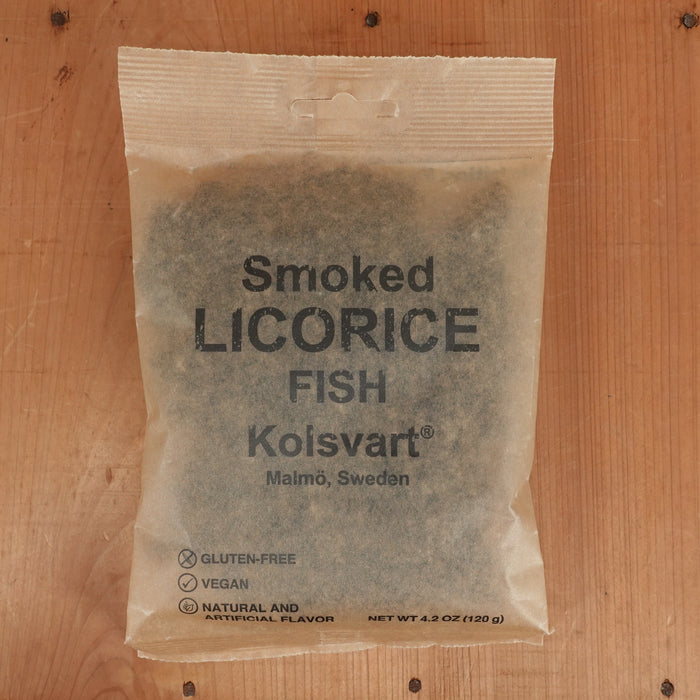 Smoked
LICORICE
FISH
Kolsvart®
Malmö, Sweden
GLUTEN-FREE
VEGAN
NATURAL AND
ARTIFICIAL FLAVOR
NET WT 4.2 OZ (120 g)